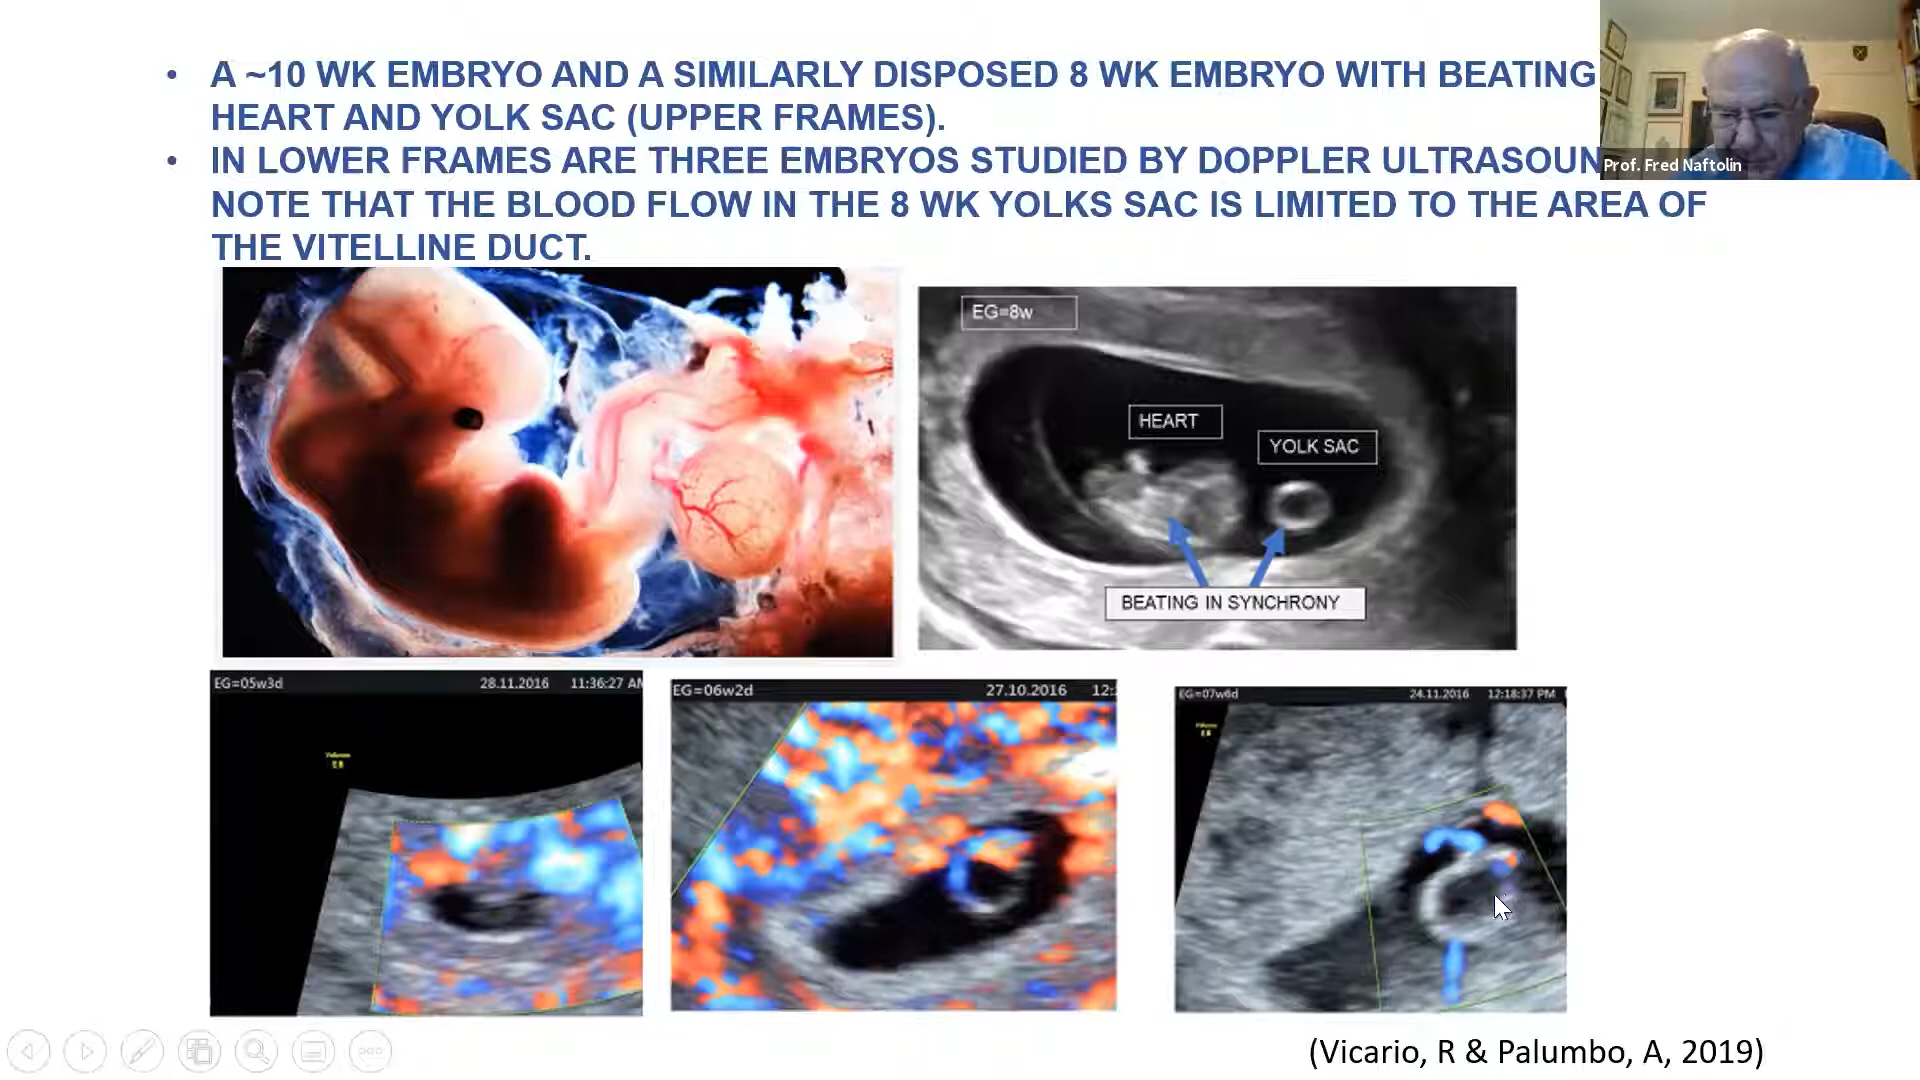 • A ~10 WK EMBRYO AND A SIMILARLY DISPOSED 8 WK EMBRYO WITH BEATING
HEART AND YOLK SAC (UPPER FRAMES).
• IN LOWER FRAMES ARE THREE EMBRYOS STUDIED BY DOPPLER ULTRASOUN
Prof. Fred Naftolin
NOTE THAT THE BLOOD FLOW IN THE 8 WK YOLKS SAC IS LIMITED TO THE AREA OF
THE VITELLINE DUCT.
EG=8w
HEART
YOLK SAC
BEATING IN SYNCHRONY
EG=05w3d 28.11.2016 11:36:27 AM
EG=06w2d 27.10.2016 12:
EG=07w6d 24.11.2016 12:18:37 PM
(Vicario, R & Palumbo, A, 2019)